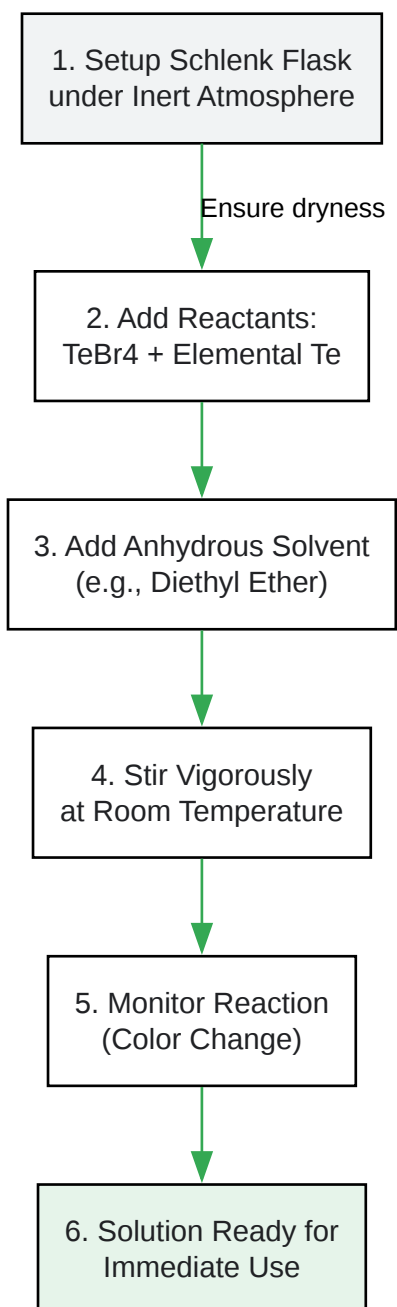 1. Setup Schlenk Flask
under Inert Atmosphere
Ensure dryness
2. Add Reactants:
TeBr4 + Elemental Te
3. Add Anhydrous Solvent
(e.g., Diethyl Ether)
4. Stir Vigorously
at Room Temperature
5. Monitor Reaction
(Color Change)
6. Solution Ready for
Immediate Use